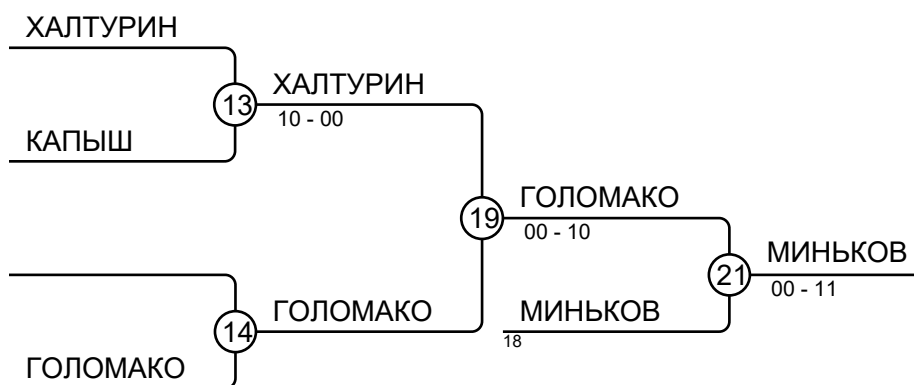 ХАЛТУРИН
13
ХАЛТУРИН
10 - 00
КАПЫШ
19
ГОЛОМАКО
00 - 10
21
МИНЬКОВ
00 - 11
14
ГОЛОМАКО
МИНЬКОВ
18
ГОЛОМАКО